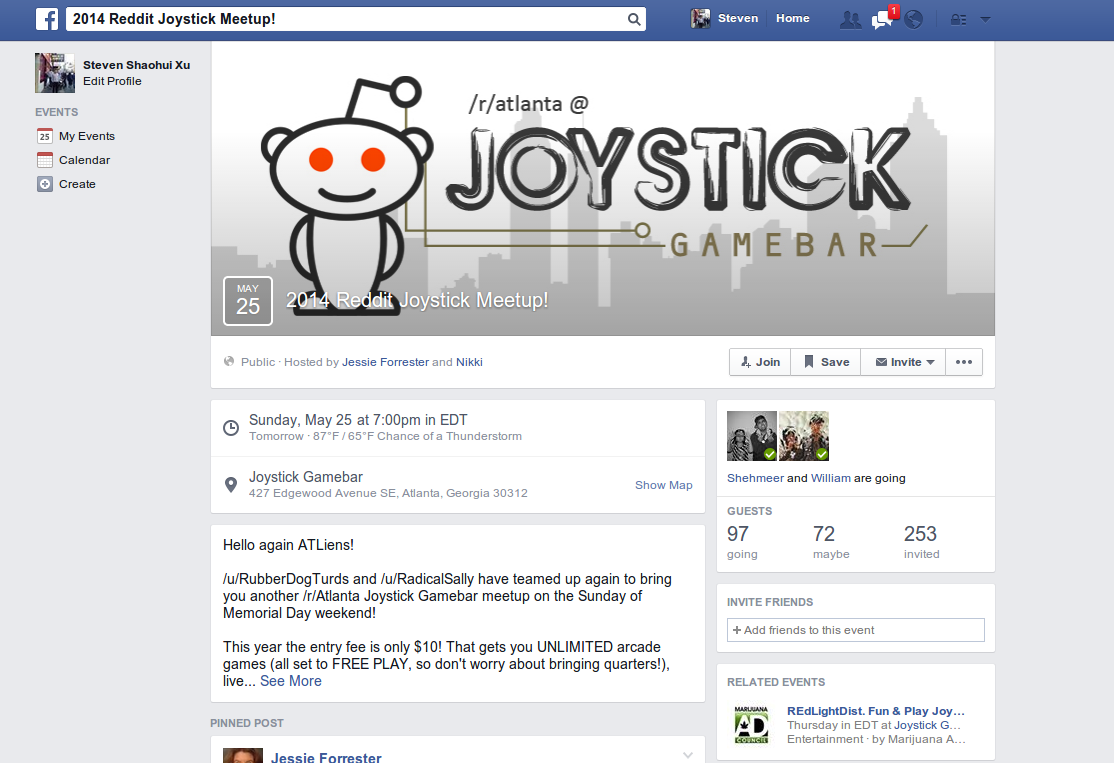 2014 Reddit Joystick Meetup!
Steven
Home
1
Steven Shaohui Xu
Edit Profile
EVENTS
25 My Events
Calendar
Create
/r/atlanta @
JOYSTICK
GAMEBAR
MAY
25
2014 Reddit Joystick Meetup!
Public · Hosted by Jessie Forrester and Nikki
Join
Save
Invite
Sunday, May 25 at 7:00pm in EDT
Tomorrow · 87°F / 65°F Chance of a Thunderstorm
Joystick Gamebar
427 Edgewood Avenue SE, Atlanta, Georgia 30312
Show Map
Hello again ATLiens!
/u/RubberDogTurds and /u/RadicalSally have teamed up again to bring
you another /r/Atlanta Joystick Gamebar meetup on the Sunday of
Memorial Day weekend!
This year the entry fee is only $10! That gets you UNLIMITED arcade
games (all set to FREE PLAY, so don't worry about bringing quarters!),
live... See More
PINNED POST
Jessie Forrester
Shehmeer and William are going
GUESTS
97 72 253
going maybe invited
INVITE FRIENDS
+ Add friends to this event
RELATED EVENTS
MARIJUANA
AD
COUNCIL
REdLightDist. Fun & Play Joy...
Thursday in EDT at Joystick G...
Entertainment · by Marijuana A...